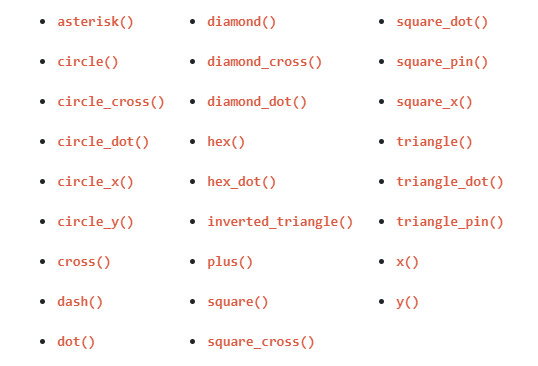 asterisk()
circle()
circle_cross()
circle_dot()
circle_x()
circle_y()
cross()
dash()
dot()
diamond()
diamond_cross()
diamond_dot()
hex()
hex_dot()
inverted_triangle()
plus()
square()
square_cross()
square_dot()
square_pin()
square_x()
triangle()
triangle_dot()
triangle_pin()
x()
y()